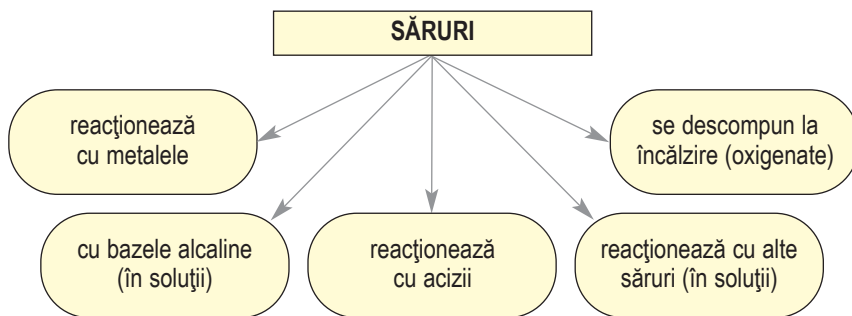 SĂRURI
reacţionează
cu metalele
se descompun la
încălzire (oxigenate)
cu bazele alcaline
(în soluţii)
reacţionează
cu acizii
reacţionează cu alte
săruri (în soluţii)